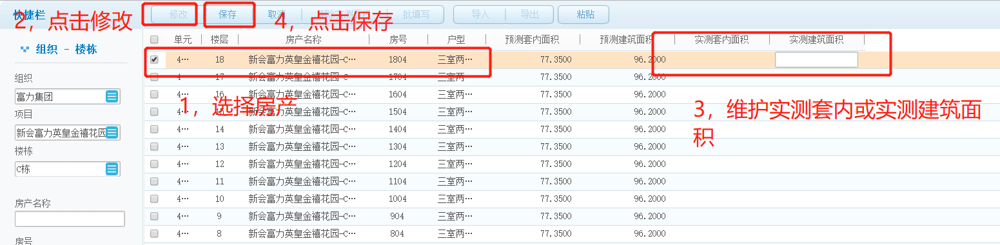 快捷栏
2，点击修改
组织 - 楼栋
组织
富力集团
项目
新会富力英皇金禧花园
楼栋
C栋
房产名称
房号
修改 保存 取消 删除实测面积 批填写 导入 导出 粘贴
4，点击保存
单元 楼层 房产名称 房号 户型 预测套内面积 预测建筑面积 实测套内面积 实测建筑面积
4… 18 新会富力英皇金禧花园-C… 1804 三室两… 77.3500 96.2000
4 17 新会富力英皇金禧花园-C 1704 三室两 77.3500 96.2000
4… 16 新会富力英皇金禧花园-C… 1604 三室两… 77.3500 96.2000
1，选择房产
4… 15 新会富力英皇金禧花园-C… 1504 三室两… 77.3500 96.2000
4… 14 新会富力英皇金禧花园-C… 1404 三室两… 77.3500 96.2000
4… 13 新会富力英皇金禧花园-C… 1304 三室两… 77.3500 96.2000
4… 12 新会富力英皇金禧花园-C… 1204 三室两… 77.3500 96.2000
4… 11 新会富力英皇金禧花园-C… 1104 三室两… 77.3500 96.2000
4… 10 新会富力英皇金禧花园-C… 1004 三室两… 77.3500 96.2000
4… 9 新会富力英皇金禧花园-C… 904 三室两… 77.3500 96.2000
4… 8 新会富力英皇金禧花园-C… 804 三室两… 77.3500 96.2000
3，维护实测套内或实测建筑面
积